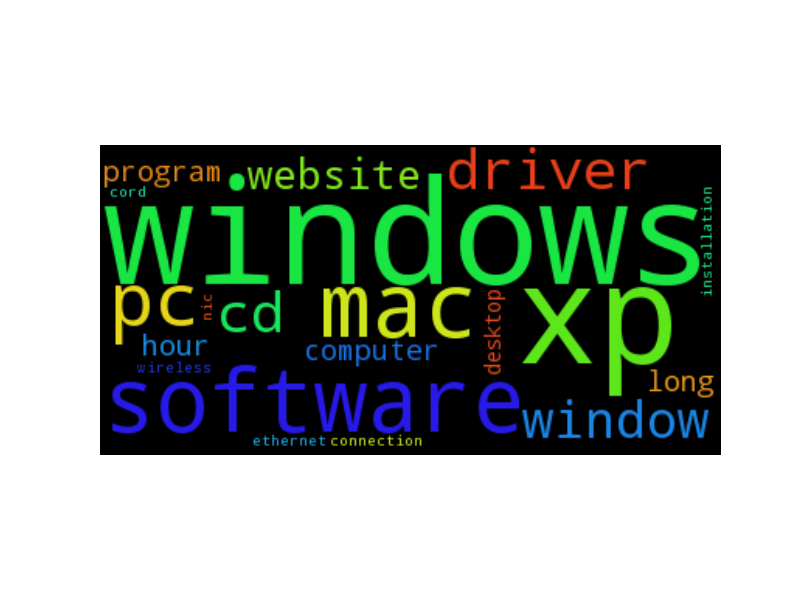 program
website
driver
cord
windows
installation
pc
nic
cd
mac
desktop
xp
hour
computer
wireless
long
software
window
ethernet
connection